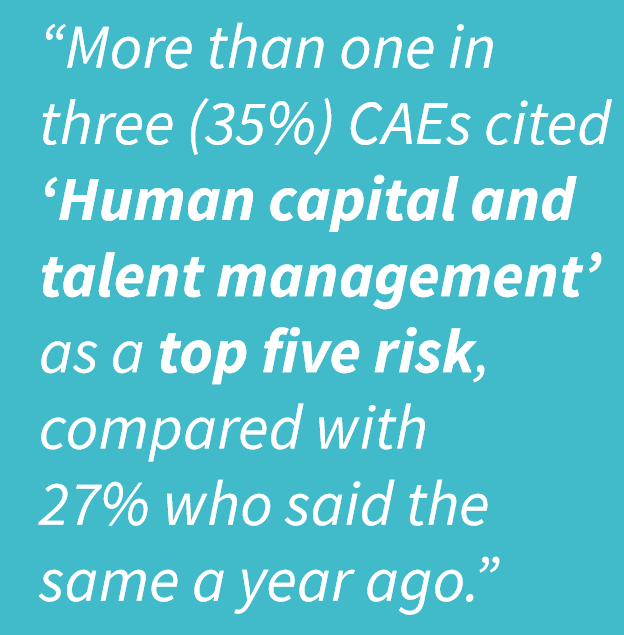 “More than one in
three (35%) CAEs cited
‘Human capital and
talent management’
as a top five risk,
compared with
27% who said the
same a year ago.”